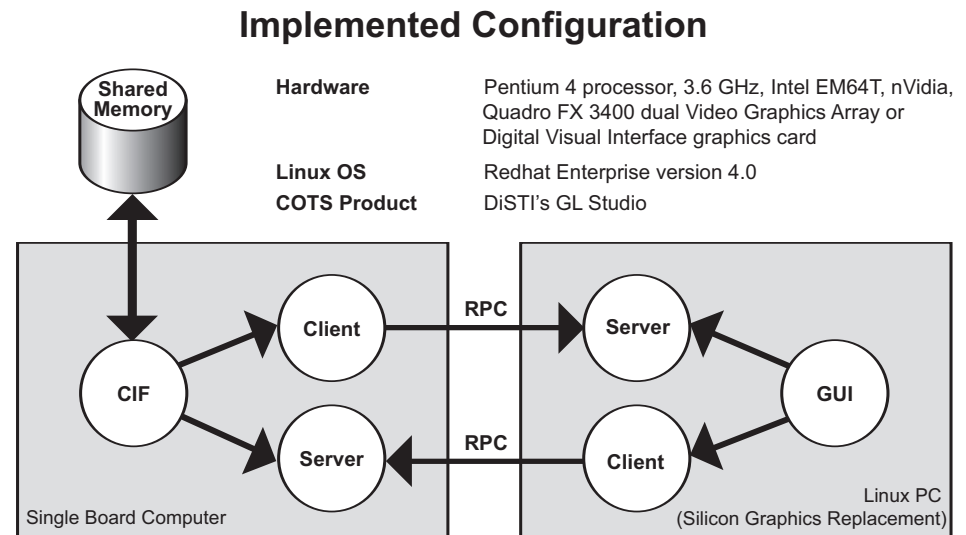 Implemented Configuration
Shared
Memory
Hardware
Pentium 4 processor, 3.6 GHz, Intel EM64T, nVidia,
Quadro FX 3400 dual Video Graphics Array or
Digital Visual Interface graphics card
Linux OS
Redhat Enterprise version 4.0
COTS Product
DiSTI's GL Studio
Client
RPC
Server
CIF
GUI
Server
RPC
Client
Single Board Computer
Linux PC
(Silicon Graphics Replacement)